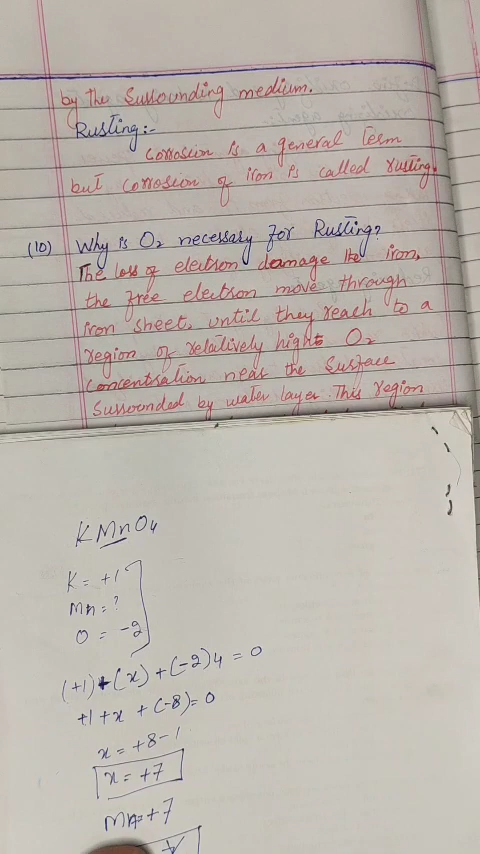 by the Surrounding medium.
Rusting:-
Corrosion is a general term
but corrosion of iron is called rusting.
(10) Why is O₂ necessary for Rusting?
The loss of electron damage the iron,
the free electron move through
iron sheet, until they reach to a
region of relatively high O₂
concentration near the surface
surrounded by water layer. This region
KMnO₄
K = +1
Mn = ?
O = -2
(+1) + (x) + (-2)4 = 0
+1 + x + (-8) = 0
x = +8 - 1
x = +7
Mn = +7